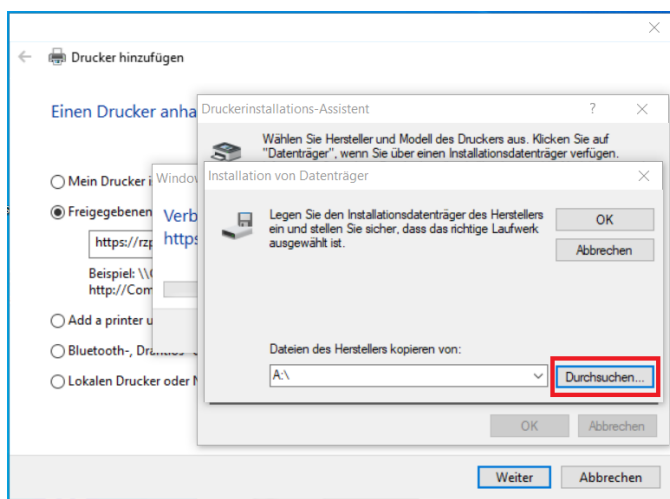 Drucker hinzufügen
Einen Drucker anha
Druckerinstallations-Assistent
Wählen Sie Hersteller und Modell des Druckers aus. Klicken Sie auf
"Datenträger", wenn Sie über einen Installationsdatenträger verfügen.
Mein Drucker i
Window
Installation von Datenträger
Freigegebenen
Verb
Legen Sie den Installationsdatenträger des Herstellers
ein und stellen Sie sicher, dass das richtige Laufwerk
ausgewählt ist.
OK
Abbrechen
https://rzp
https
Beispiel: \\C
http://Com
Add a printer u
Bluetooth-,
Lokalen Drucker oder N
Dateien des Herstellers kopieren von:
A:\
Durchsuchen...
OK
Abbrechen
Weiter
Abbrechen